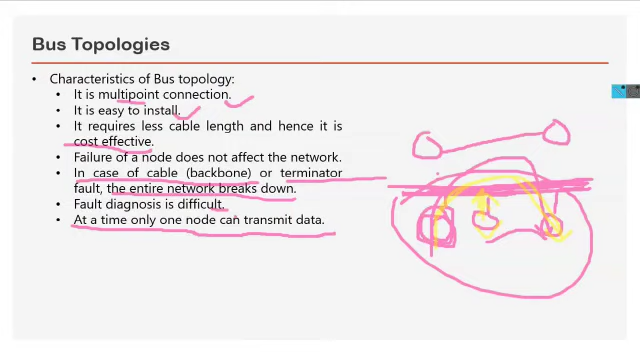 Bus Topologies
• Characteristics of Bus topology:
• It is multipoint connection.
• It is easy to install.
• It requires less cable length and hence it is
cost effective.
• Failure of a node does not affect the network.
• In case of cable (backbone) or terminator
fault, the entire network breaks down.
• Fault diagnosis is difficult.
• At a time only one node can transmit data.